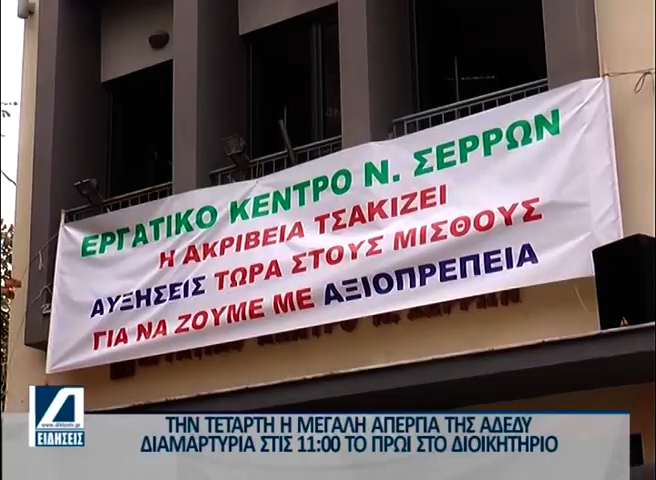 ΕΡΓΑΤΙΚΟ ΚΕΝΤΡΟ Ν. ΣΕΡΡΩΝ
Η ΑΚΡΙΒΕΙΑ ΤΣΑΚΙΖΕΙ
ΑΥΞΗΣΕΙΣ ΤΩΡΑ ΣΤΟΥΣ ΜΙΣΘΟΥΣ
ΓΙΑ ΝΑ ΖΟΥΜΕ ΜΕ ΑΞΙΟΠΡΕΠΕΙΑ
ΕΙΔΗΣΕΙΣ
ΤΗΝ ΤΕΤΑΡΤΗ Η ΜΕΓΑΛΗ ΑΠΕΡΓΙΑ ΤΗΣ ΑΔΕΔΥ
ΔΙΑΜΑΡΤΥΡΙΑ ΣΤΙΣ 11:00 ΤΟ ΠΡΩΙ ΣΤΟ ΔΙΟΙΚΗΤΗΡΙΟ